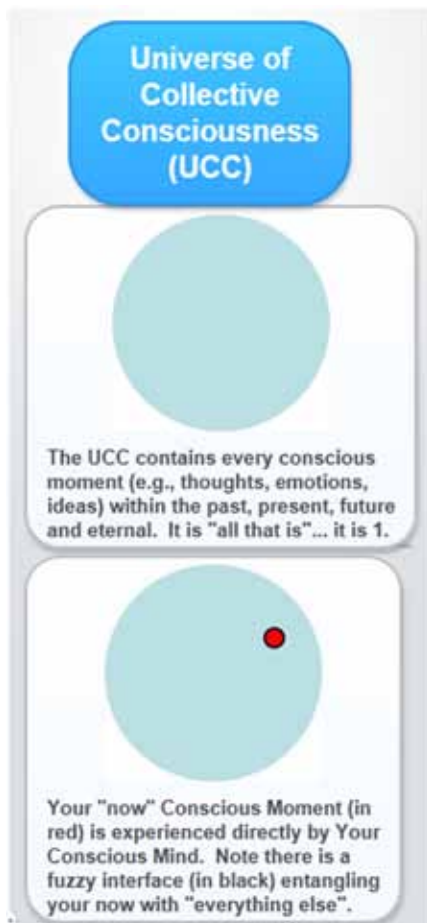 Universe of
Collective
Consciousness
(UCC)
The UCC contains every conscious
moment (e.g., thoughts, emotions,
ideas) within the past, present, future
and eternal.  It is "all that is"... it is 1.
Your "now" Conscious Moment (in
red) is experienced directly by Your
Conscious Mind.  Note there is a
fuzzy interface (in black) entangling
your now with "everything else".